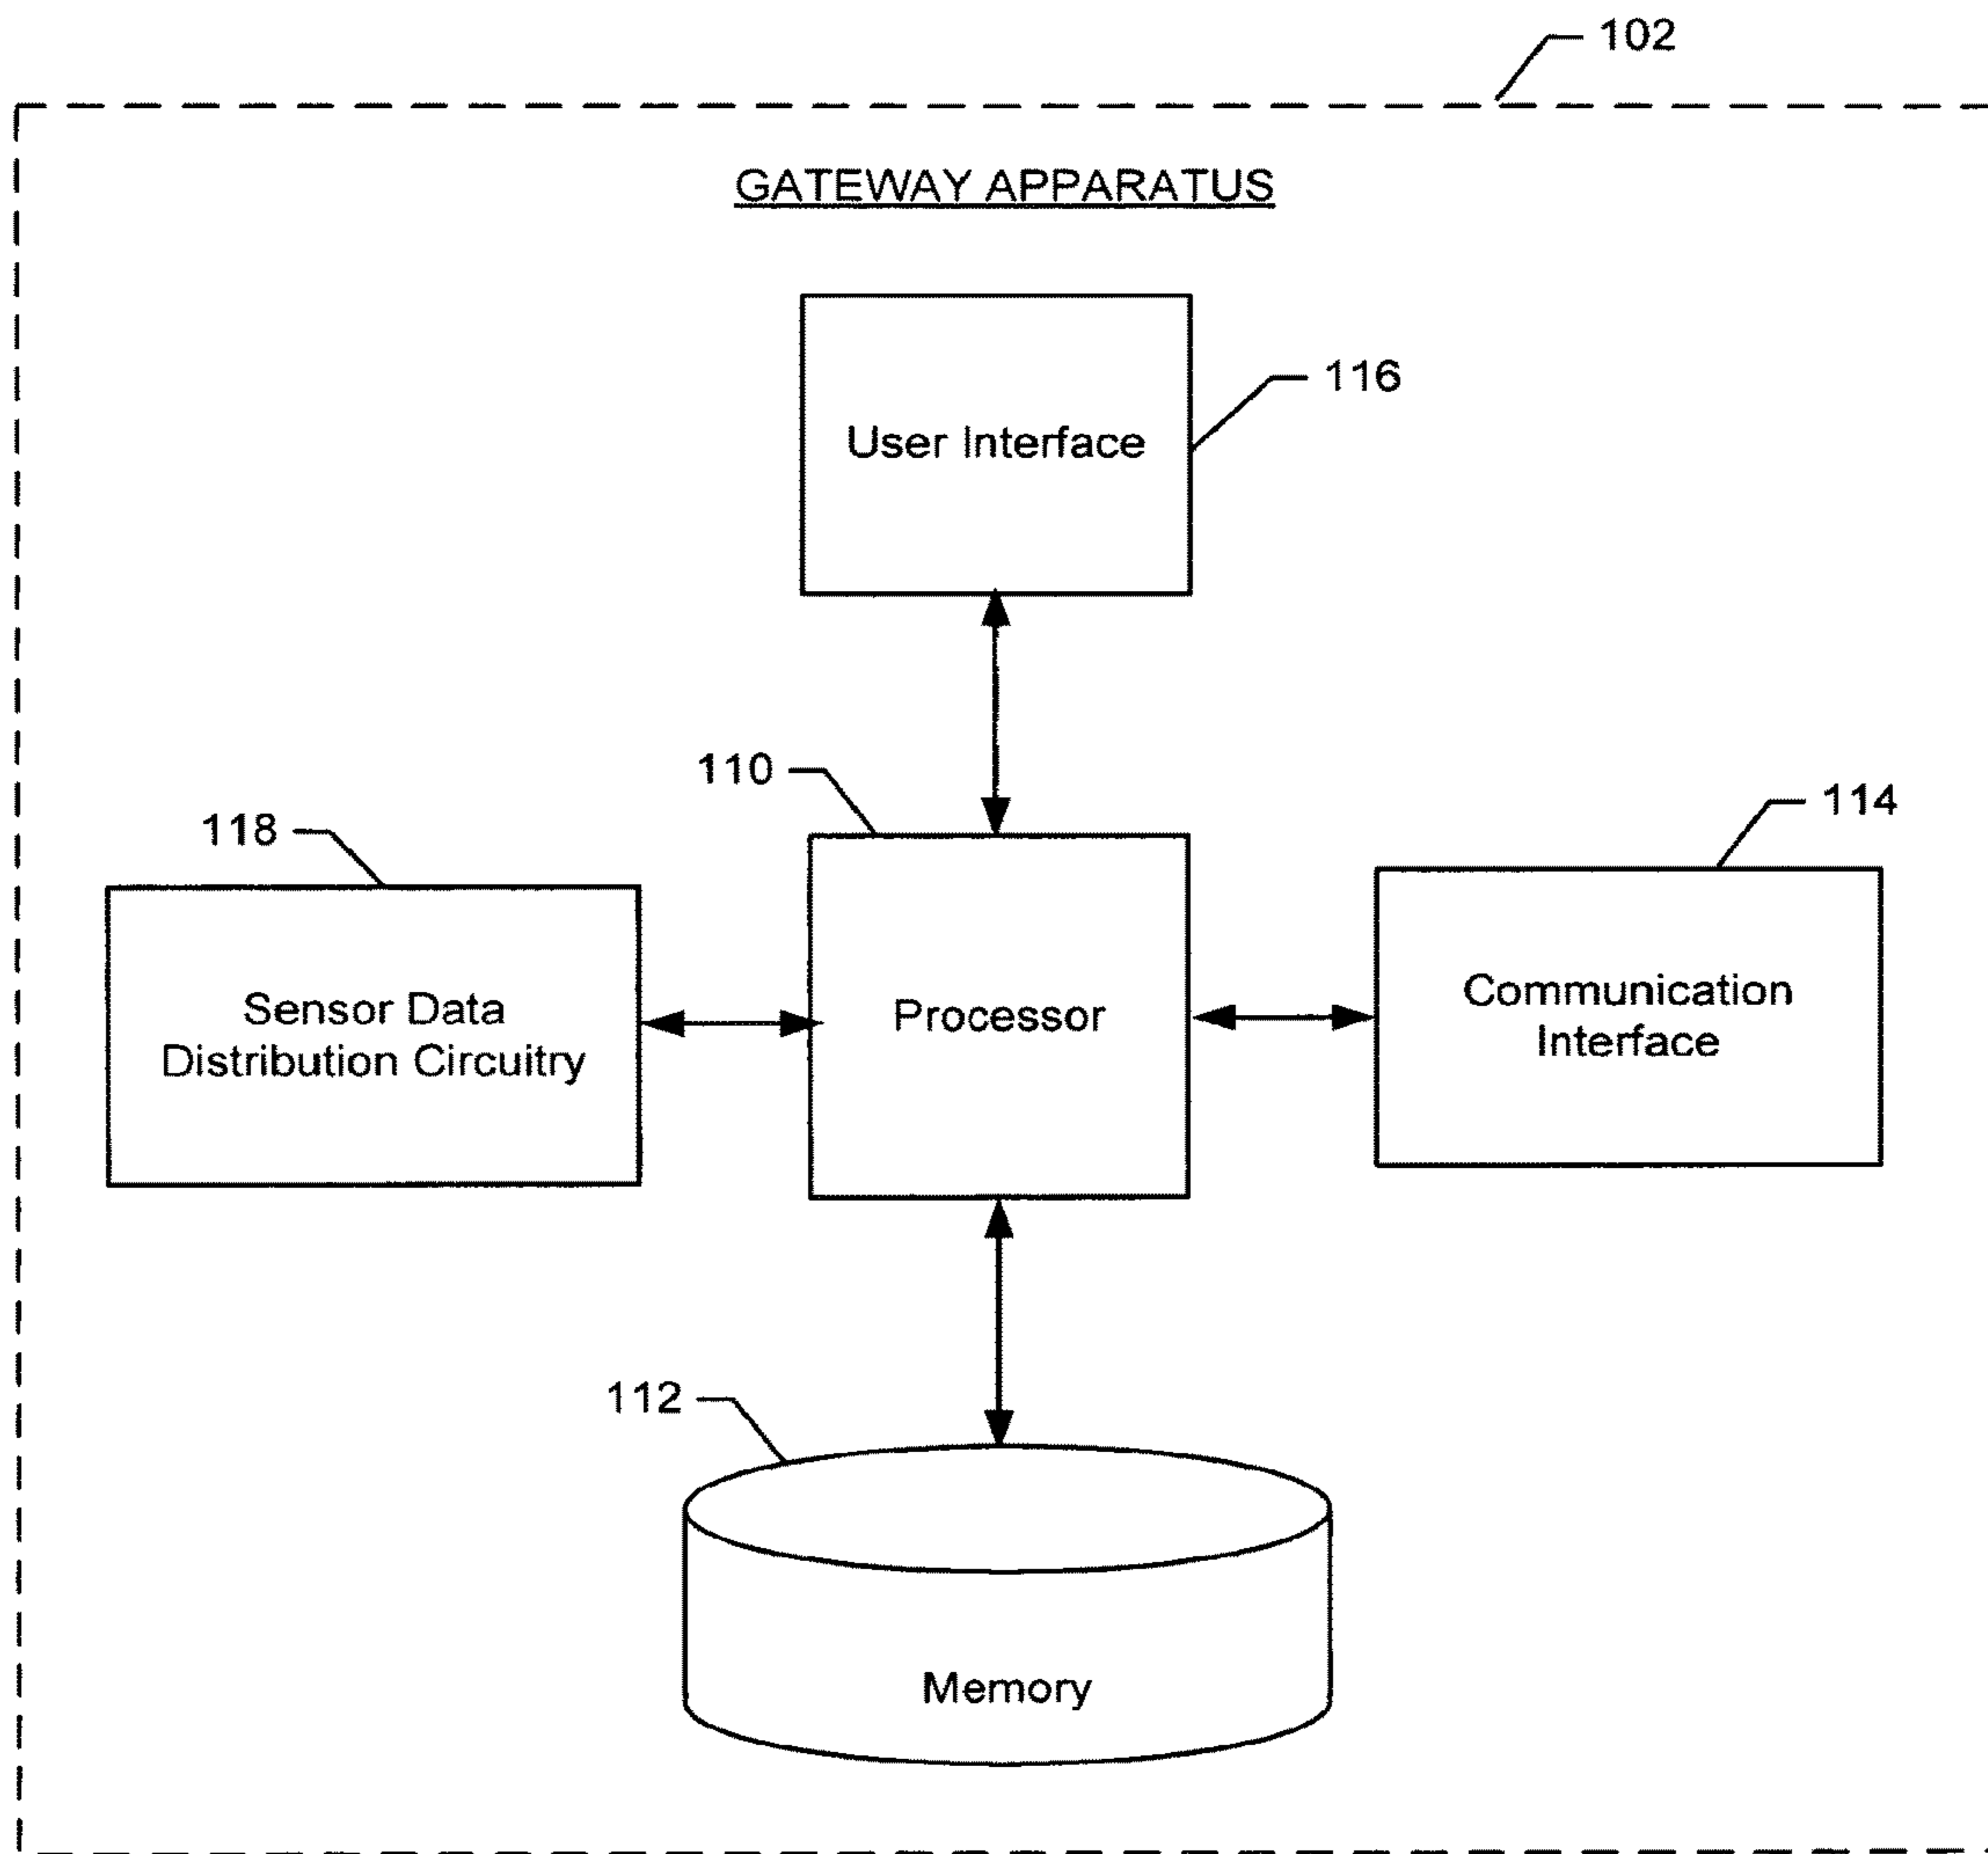 102
GATEWAY APPARATUS
116
User Interface
110
114
118
Sensor Data
Distribution Circuitry
Processor
Communication
Interface
112
Memory